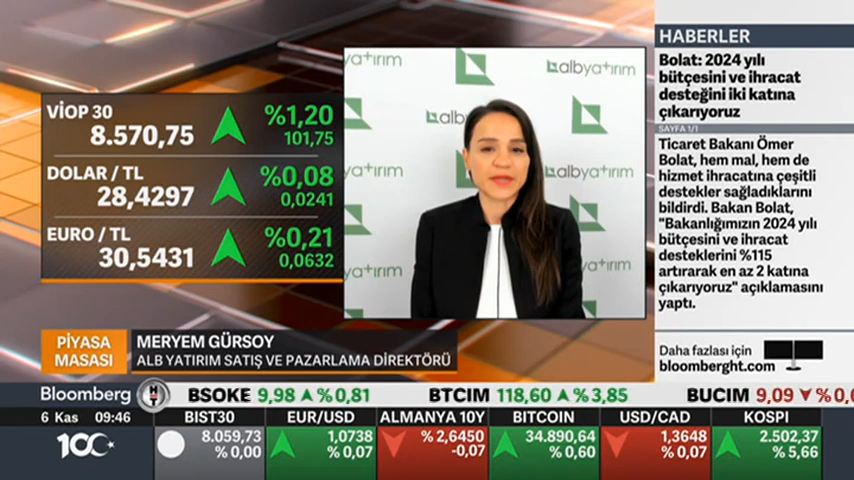 VİOP 30
8.570,75
%1,20
101,75
DOLAR / TL
28,4297
%0,08
0,0241
EURO / TL
30,5431
%0,21
0,0632
albyatırım
albyatırım
albyatırım
albyatırım
HABERLER
Bolat: 2024 yılı
bütçesini ve ihracat
desteğini iki katına
çıkarıyoruz
SAYFA 1/1
Ticaret Bakanı Ömer
Bolat, hem mal, hem de
hizmet ihracatına çeşitli
destekler sağladıklarını
bildirdi. Bakan Bolat,
"Bakanlığımızın 2024 yılı
bütçesini ve ihracat
desteklerini %115
artırarak en az 2 katına
çıkarıyoruz" açıklamasını
yaptı.
Daha fazlası için
bloomberght.com
PİYASA
MASASI
MERYEM GÜRSOY
ALB YATIRIM SATIŞ VE PAZARLAMA DİREKTÖRÜ
Bloomberg HT
BSOKE 9,98 %0,81 BTCIM 118,60 %3,85 BUCIM 9,09
6 Kas 09:46
100
BIST30
8.059,73
% 0,00
EUR/USD
1,0738
% 0,07
ALMANYA 10Y
% 2,6450
-0,07
BITCOIN
34.890,64
% 0,60
USD/CAD
1,3648
% 0,07
KOSPI
2.502,37
% 5,66